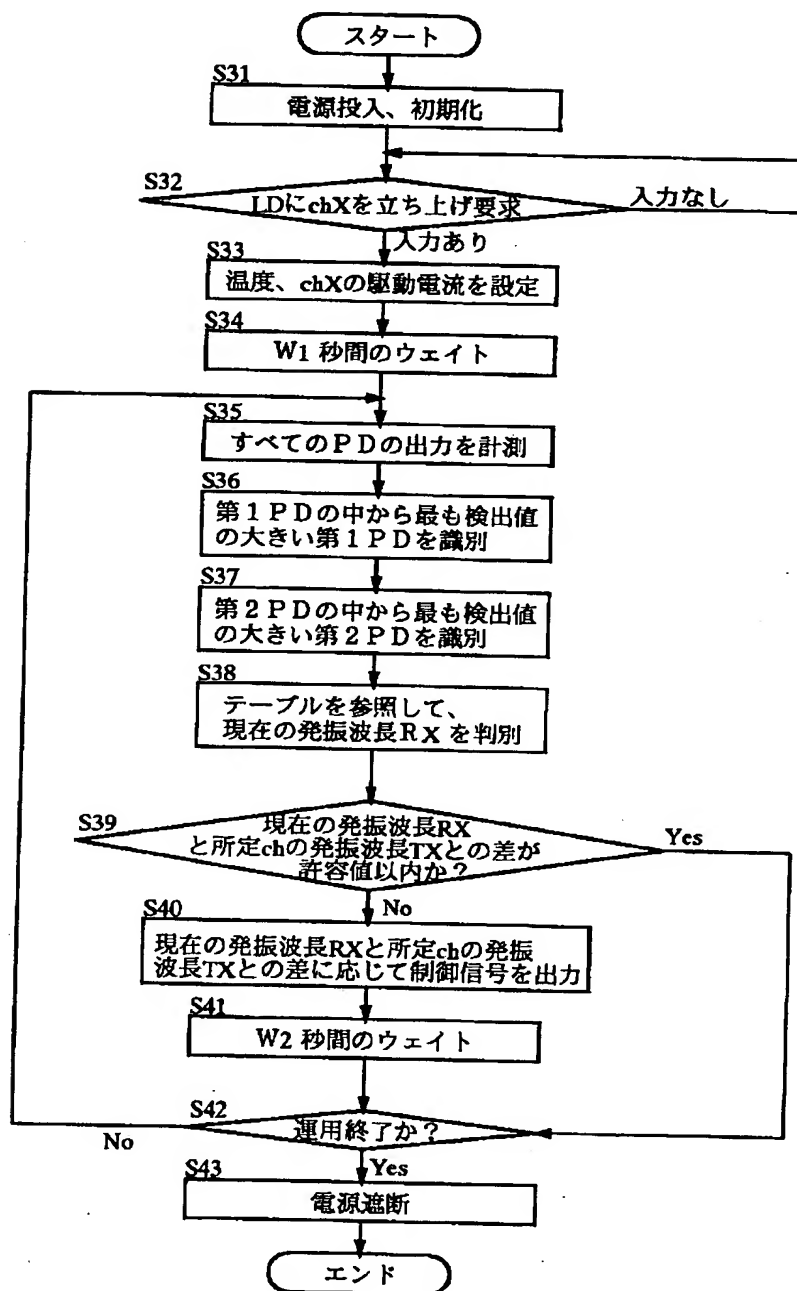 スタート
S31
電源投入、初期化
S32
LDにchXを立ち上げ要求
入力なし
入力あり
S33
温度、chXの駆動電流を設定
S34
W1 秒間のウェイト
S35
すべてのPDの出力を計測
S36
第1PDの中から最も検出値
の大きい第1PDを識別
S37
第2PDの中から最も検出値
の大きい第2PDを識別
S38
テーブルを参照して、
現在の発振波長RXを判別
S39
現在の発振波長RX
と所定chの発振波長TXとの差が
許容値以内か?
Yes
No
S40
現在の発振波長RXと所定chの発振
波長TXとの差に応じて制御信号を出力
S41
W2 秒間のウェイト
S42
運用終了か?
No
Yes
S43
電源遮断
エンド